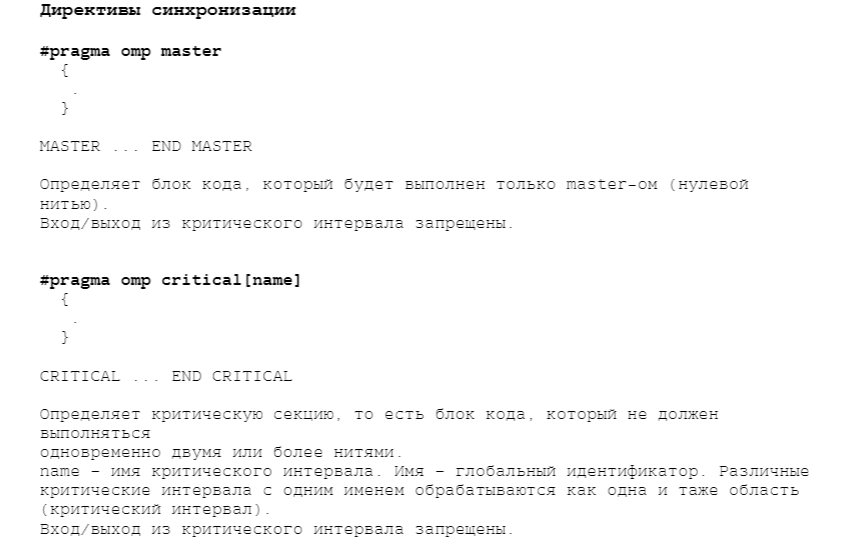 Директивы синхронизации
#pragma omp master
{
.
}
MASTER ... END MASTER
Определяет блок кода, который будет выполнен только master-ом (нулевой
нитью).
Вход/выход из критического интервала запрещены.
#pragma omp critical[name]
{
.
}
CRITICAL ... END CRITICAL
Определяет критическую секцию, то есть блок кода, который не должен
выполняться
одновременно двумя или более нитями.
name – имя критического интервала. Имя – глобальный идентификатор. Различные
критические интервала с одним именем обрабатываются как одна и таже область
(критический интервал).
Вход/выход из критического интервала запрещены.